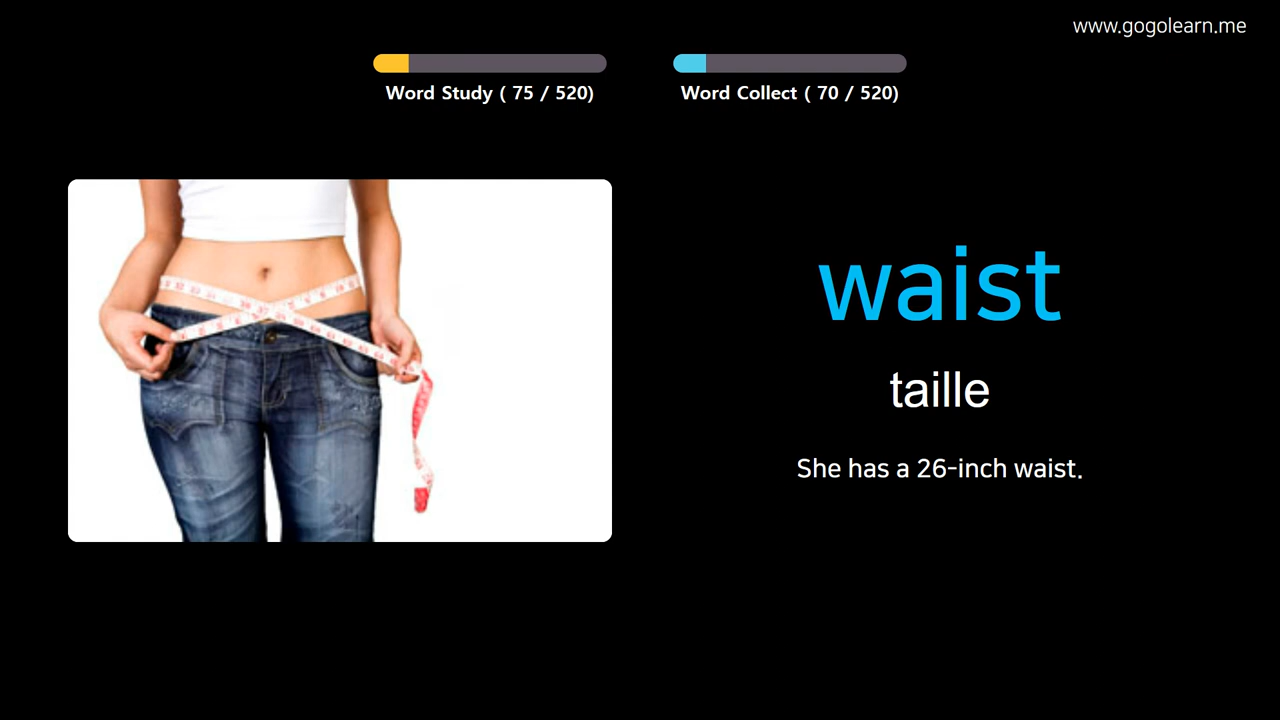 www.gogolearn.me
Word Study ( 75 / 520)
Word Collect ( 70 / 520)
waist
taille
She has a 26-inch waist.